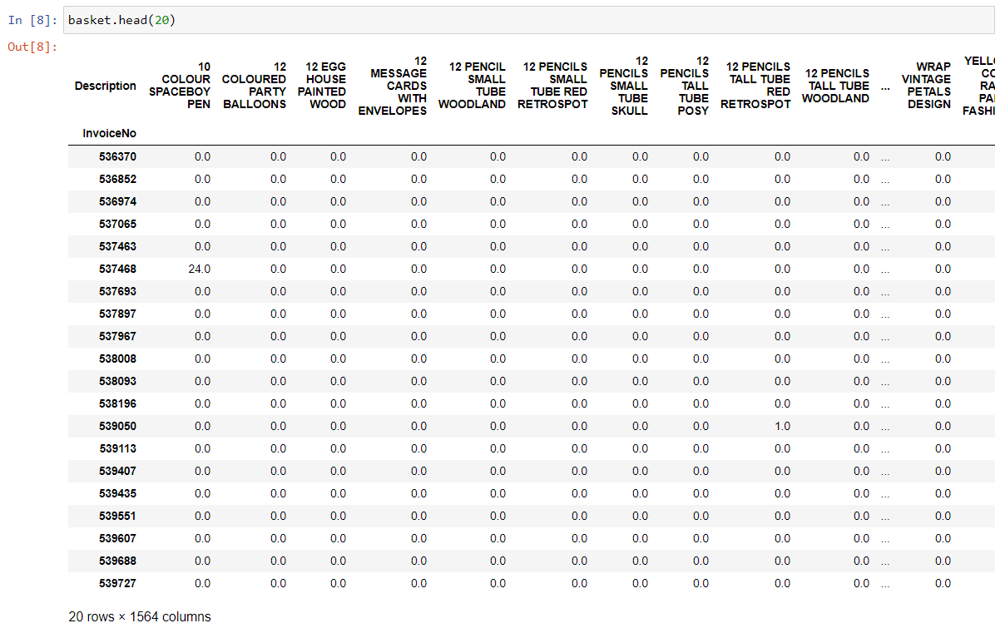 In [8]: basket.head(20)
Out[8]:
Description 10 COLOUR SPACEBOY PEN 12 COLOURED PARTY BALLOONS 12 EGG HOUSE PAINTED WOOD 12 MESSAGE CARDS WITH ENVELOPES 12 PENCIL SMALL TUBE WOODLAND 12 PENCILS SMALL TUBE RED RETROSPOT 12 PENCILS SMALL TUBE SKULL 12 PENCILS TALL TUBE POSY 12 PENCILS TALL TUBE RED RETROSPOT 12 PENCILS TALL TUBE WOODLAND ... WRAP VINTAGE PETALS DESIGN
InvoiceNo
536370 0.0 0.0 0.0 0.0 0.0 0.0 0.0 0.0 0.0 0.0 ... 0.0
536852 0.0 0.0 0.0 0.0 0.0 0.0 0.0 0.0 0.0 0.0 ... 0.0
536974 0.0 0.0 0.0 0.0 0.0 0.0 0.0 0.0 0.0 0.0 ... 0.0
537065 0.0 0.0 0.0 0.0 0.0 0.0 0.0 0.0 0.0 0.0 ... 0.0
537463 0.0 0.0 0.0 0.0 0.0 0.0 0.0 0.0 0.0 0.0 ... 0.0
537468 24.0 0.0 0.0 0.0 0.0 0.0 0.0 0.0 0.0 0.0 ... 0.0
537693 0.0 0.0 0.0 0.0 0.0 0.0 0.0 0.0 0.0 0.0 ... 0.0
537897 0.0 0.0 0.0 0.0 0.0 0.0 0.0 0.0 0.0 0.0 ... 0.0
537967 0.0 0.0 0.0 0.0 0.0 0.0 0.0 0.0 0.0 0.0 ... 0.0
538008 0.0 0.0 0.0 0.0 0.0 0.0 0.0 0.0 0.0 0.0 ... 0.0
538093 0.0 0.0 0.0 0.0 0.0 0.0 0.0 0.0 0.0 0.0 ... 0.0
538196 0.0 0.0 0.0 0.0 0.0 0.0 0.0 0.0 0.0 0.0 ... 0.0
539050 0.0 0.0 0.0 0.0 0.0 0.0 0.0 0.0 1.0 0.0 ... 0.0
539113 0.0 0.0 0.0 0.0 0.0 0.0 0.0 0.0 0.0 0.0 ... 0.0
539407 0.0 0.0 0.0 0.0 0.0 0.0 0.0 0.0 0.0 0.0 ... 0.0
539435 0.0 0.0 0.0 0.0 0.0 0.0 0.0 0.0 0.0 0.0 ... 0.0
539551 0.0 0.0 0.0 0.0 0.0 0.0 0.0 0.0 0.0 0.0 ... 0.0
539607 0.0 0.0 0.0 0.0 0.0 0.0 0.0 0.0 0.0 0.0 ... 0.0
539688 0.0 0.0 0.0 0.0 0.0 0.0 0.0 0.0 0.0 0.0 ... 0.0
539727 0.0 0.0 0.0 0.0 0.0 0.0 0.0 0.0 0.0 0.0 ... 0.0
20 rows × 1564 columns